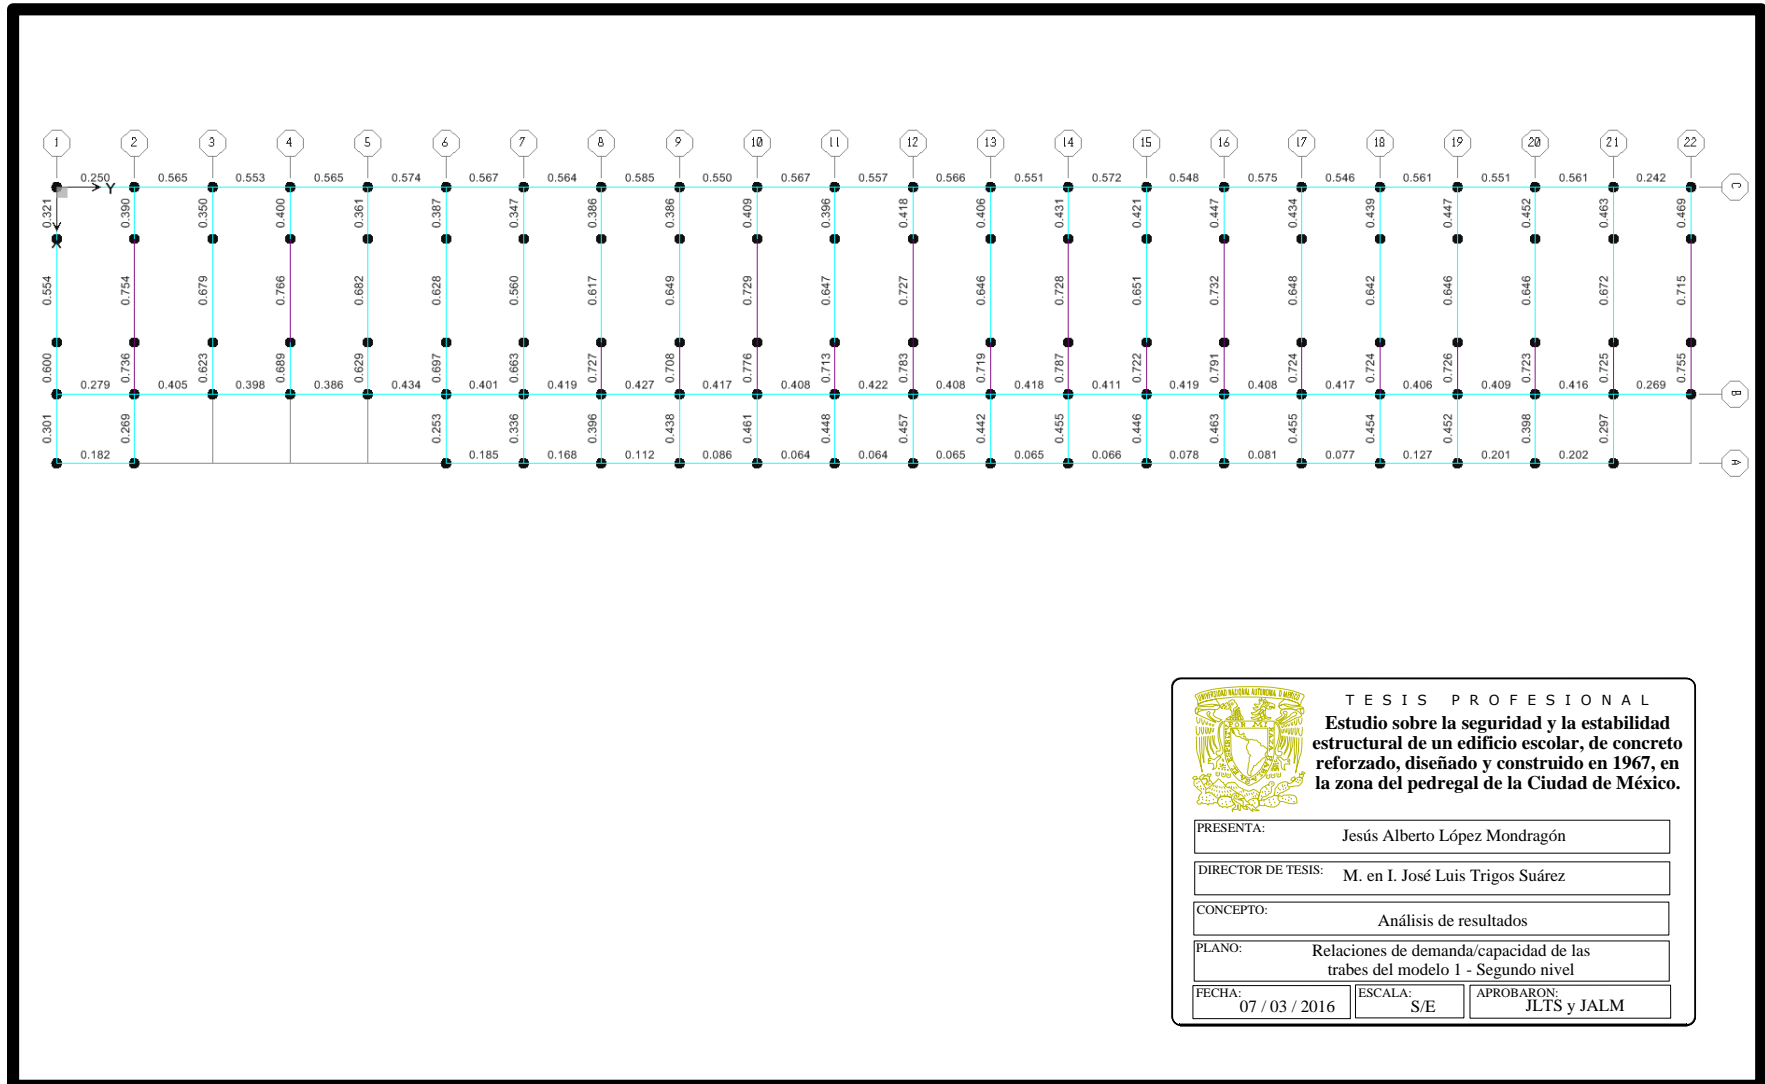 1 2 3 4 5 6 7 8 9 10 11 12 13 14 15 16 17 18 19 20 21 22
0.250 0.565 0.553 0.565 0.574 0.567 0.564 0.585 0.550 0.567 0.557 0.566 0.551 0.572 0.548 0.575 0.546 0.561 0.551 0.561 0.242
Y C
0.321 0.390 0.350 0.400 0.361 0.387 0.347 0.386 0.386 0.409 0.396 0.418 0.406 0.431 0.421 0.447 0.434 0.439 0.447 0.452 0.463 0.469
X
0.554 0.754 0.679 0.766 0.682 0.628 0.560 0.617 0.649 0.729 0.647 0.727 0.646 0.728 0.651 0.732 0.648 0.642 0.646 0.646 0.672 0.715
0.600 0.736 0.623 0.689 0.629 0.697 0.663 0.727 0.708 0.776 0.713 0.783 0.719 0.787 0.722 0.791 0.724 0.724 0.726 0.723 0.725 0.755
0.279 0.405 0.398 0.386 0.434 0.401 0.419 0.427 0.417 0.408 0.422 0.408 0.418 0.411 0.419 0.408 0.417 0.406 0.409 0.416 0.269
B
0.301 0.269 0.253 0.336 0.396 0.438 0.461 0.448 0.457 0.442 0.455 0.446 0.463 0.455 0.454 0.452 0.398 0.297
0.182 0.185 0.168 0.112 0.086 0.064 0.064 0.065 0.065 0.066 0.078 0.081 0.077 0.127 0.201 0.202
A
TESIS PROFESIONAL
Estudio sobre la seguridad y la estabilidad
estructural de un edificio escolar, de concreto
reforzado, diseñado y construido en 1967, en
la zona del pedregal de la Ciudad de México.
UNIVERSIDAD NACIONAL AUTONOMA D MEXICO
PRESENTA: Jesús Alberto López Mondragón
DIRECTOR DE TESIS: M. en I. José Luis Trigos Suárez
CONCEPTO: Análisis de resultados
PLANO: Relaciones de demanda/capacidad de las
trabes del modelo 1 - Segundo nivel
FECHA: 07 / 03 / 2016 ESCALA: S/E APROBARON: JLTS y JALM